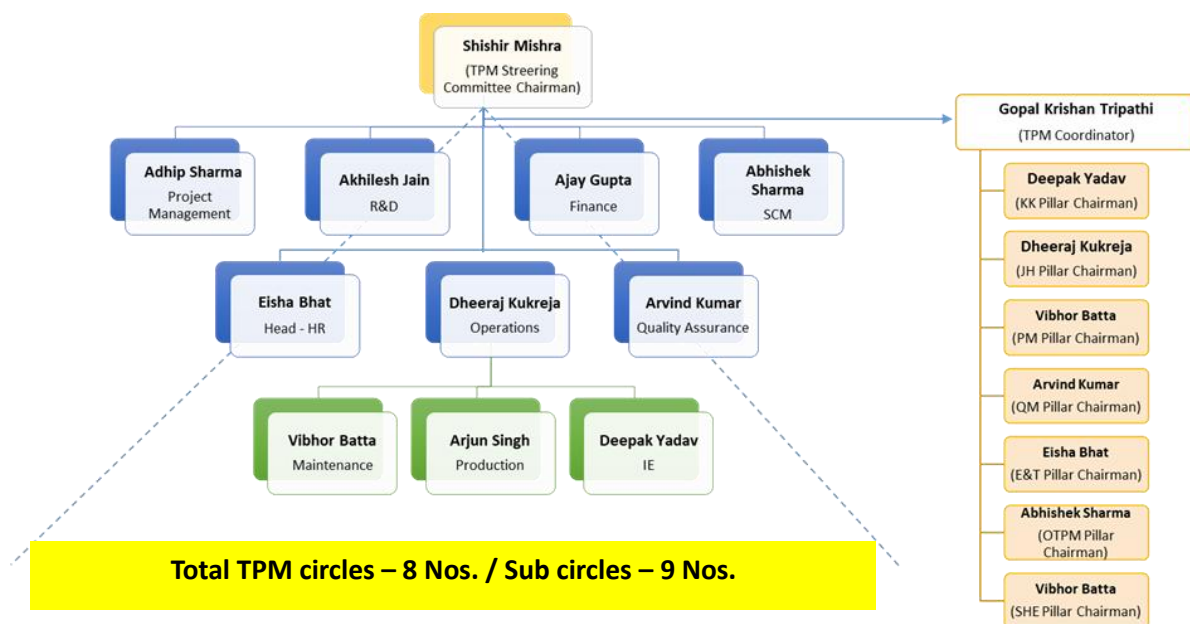 Shishir Mishra
(TPM Streering
Committee Chairman)
Gopal Krishan Tripathi
(TPM Coordinator)
Adhip Sharma
Project
Management
Akhilesh Jain
R&D
Ajay Gupta
Finance
Abhishek
Sharma
SCM
Eisha Bhat
Head - HR
Dheeraj Kukreja
Operations
Arvind Kumar
Quality Assurance
Vibhor Batta
Maintenance
Arjun Singh
Production
Deepak Yadav
IE
Total TPM circles – 8 Nos. / Sub circles – 9 Nos.
Deepak Yadav
(KK Pillar Chairman)
Dheeraj Kukreja
(JH Pillar Chairman)
Vibhor Batta
(PM Pillar Chairman)
Arvind Kumar
(QM Pillar Chairman)
Eisha Bhat
(E&T Pillar Chairman)
Abhishek Sharma
(OTPM Pillar
Chairman)
Vibhor Batta
(SHE Pillar Chairman)